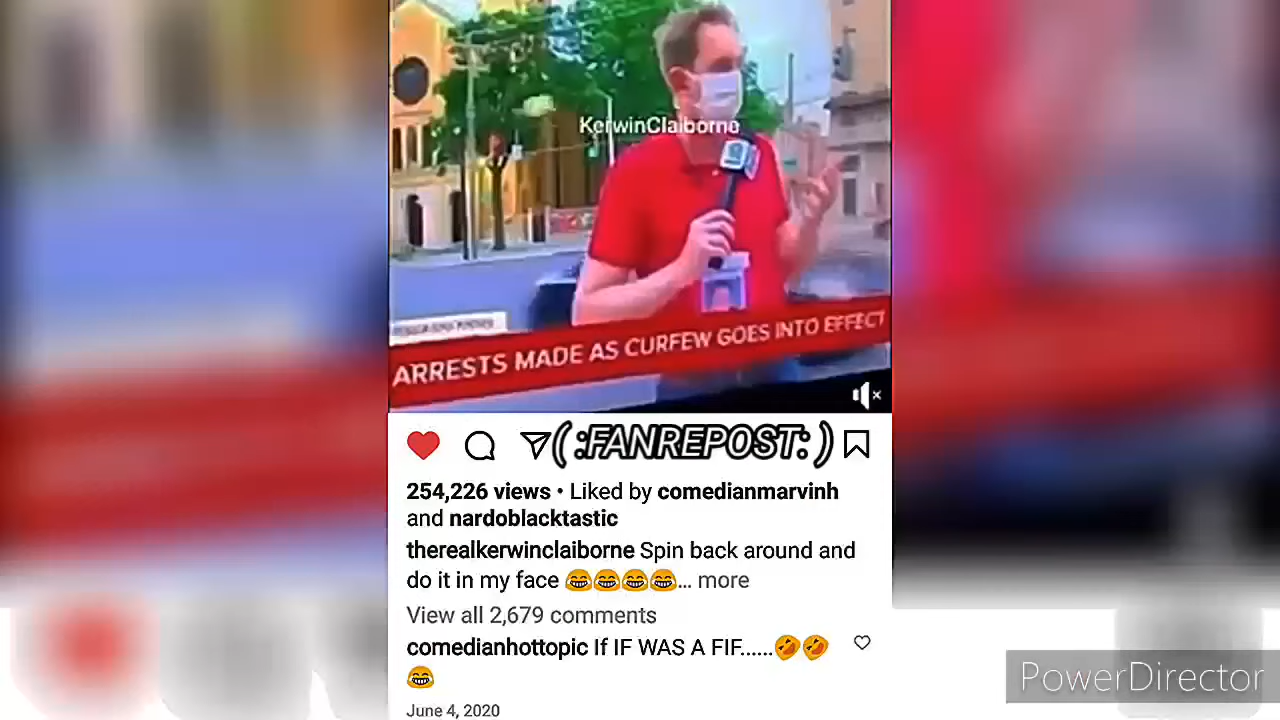 KerwinClaiborne
ARRESTS MADE AS CURFEW GOES INTO EFFECT
( :FANREPOST: )
254,226 views • Liked by comedianmarvinh
and nardoblacktastic
therealkerwinclaiborne Spin back around and
do it in my face 😂😂😂😂... more
View all 2,679 comments
comedianhottopic If IF WAS A FIF......🤣🤣
😂
June 4, 2020
PowerDirector